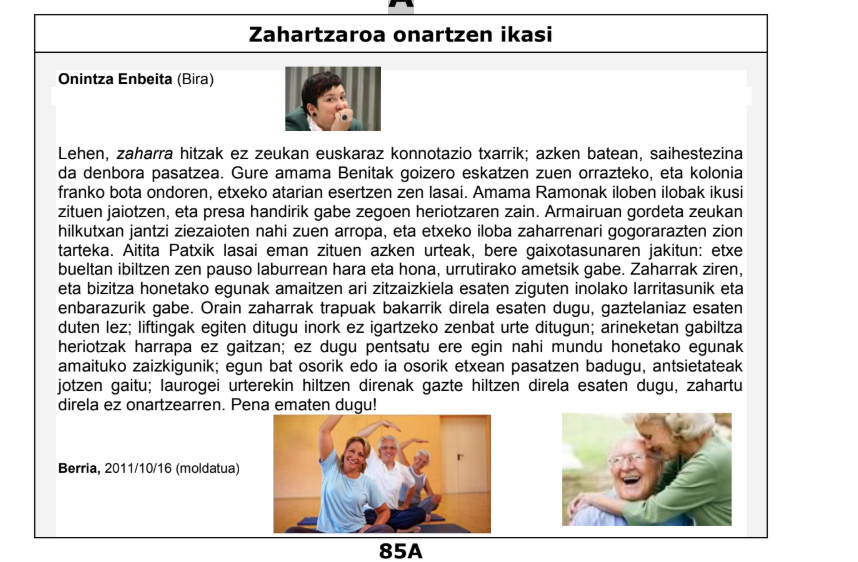 A
Zahartzaroa onartzen ikasi
Onintza Enbeita (Bira)
Lehen, zaharra hitzak ez zeukan euskaraz konnotazio txarrik; azken batean, saihestezina
da denbora pasatzea. Gure amama Benitak goizero eskatzen zuen orrazteko, eta kolonia
franko bota ondoren, etxeko atarian esertzen zen lasai. Amama Ramonak iloben ilobak ikusi
zituen jaiotzen, eta presa handirik gabe zegoen heriotzaren zain. Armairuan gordeta zeukan
hilkutxan jantzi ziezaioten nahi zuen arropa, eta etxeko iloba zaharrenari gogorarazten zion
tarteka. Aitita Patxik lasai eman zituen azken urteak, bere gaixotasunaren jakitun: etxe
bueltan ibiltzen zen pauso laburrean hara eta hona, urrutirako ametsik gabe. Zaharrak ziren,
eta bizitza honetako egunak amaitzen ari zitzaizkiela esaten ziguten inolako larritasunik eta
enbarazurik gabe. Orain zaharrak trapuak bakarrik direla esaten dugu, gaztelaniaz esaten
duten lez; liftingak egiten ditugu inork ez igartzeko zenbat urte ditugun; arineketan gabiltza
heriotzak harrapa ez gaitzan; ez dugu pentsatu ere egin nahi mundu honetako egunak
amaituko zaizkigunik; egun bat osorik edo ia osorik etxean pasatzen badugu, antsietateak
jotzen gaitu; laurogei urterekin hiltzen direnak gazte hiltzen direla esaten dugu, zahartu
direla ez onartzearren. Pena ematen dugu!
Berria, 2011/10/16 (moldatua)
85A